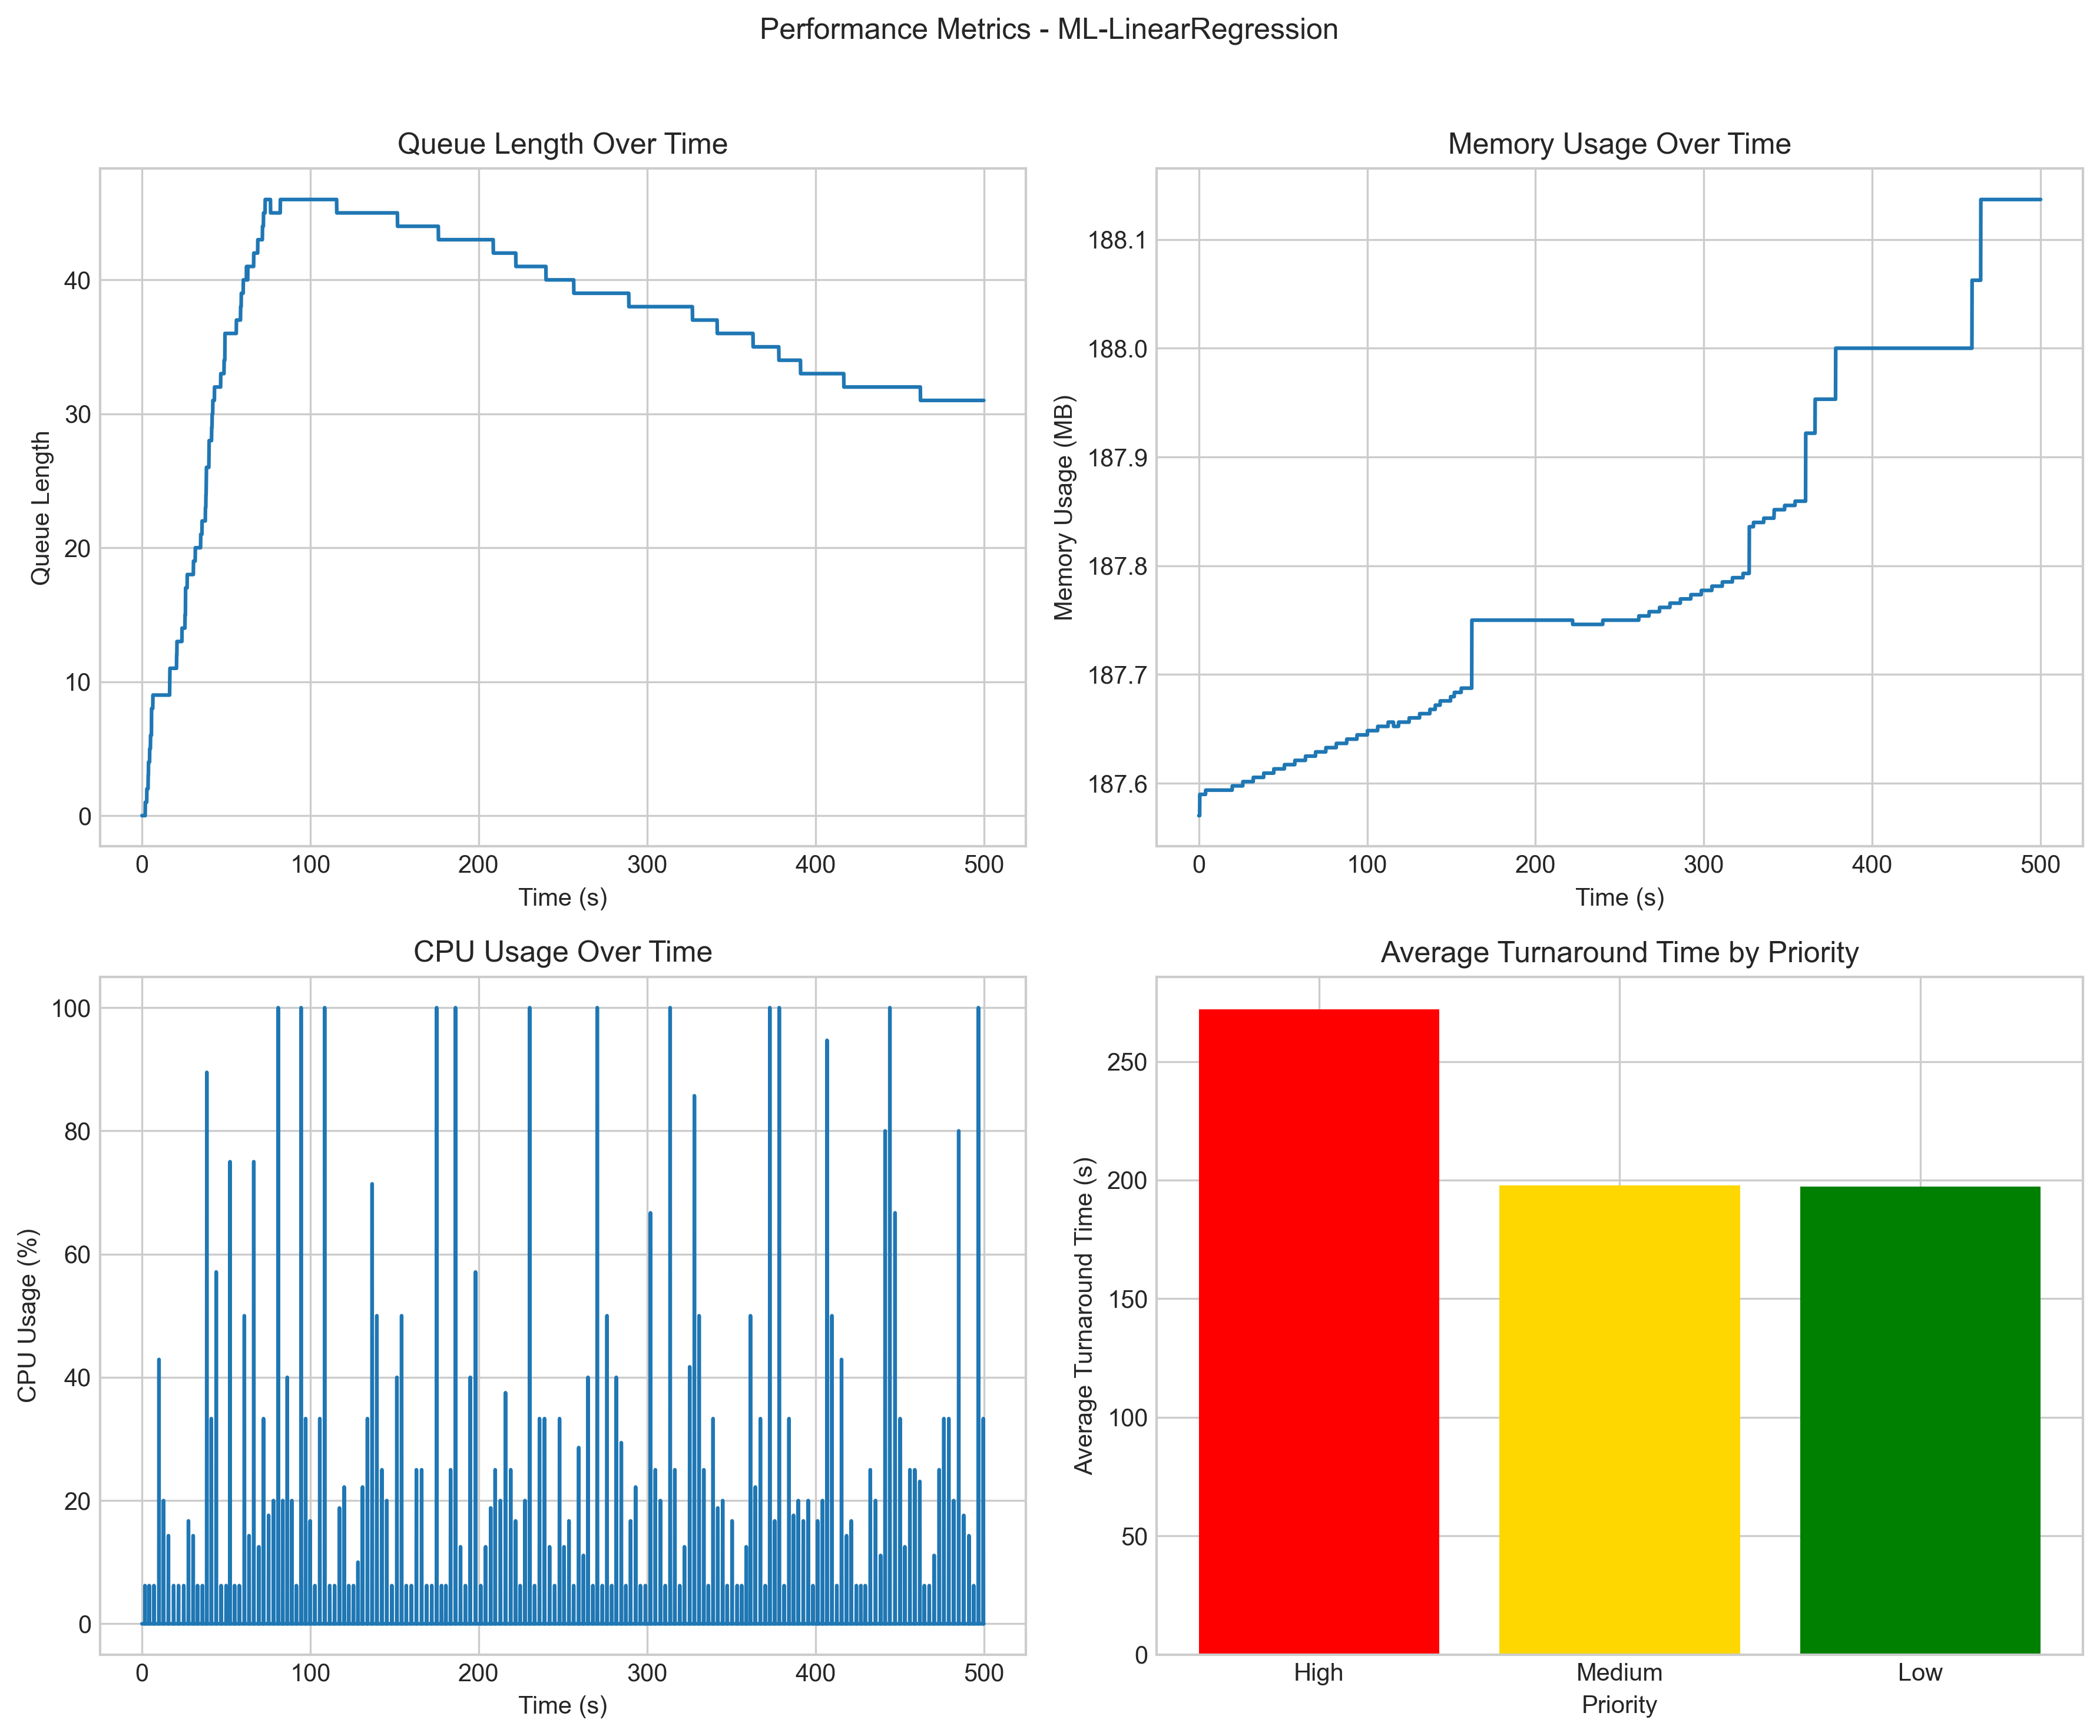 Performance Metrics - ML-LinearRegression
Queue Length Over Time
Queue Length
40
30
20
10
0
0 100 200 300 400 500
Time (s)
Memory Usage Over Time
Memory Usage (MB)
188.1
188.0
187.9
187.8
187.7
187.6
0 100 200 300 400 500
Time (s)
CPU Usage Over Time
CPU Usage (%)
100
80
60
40
20
0
0 100 200 300 400 500
Time (s)
Average Turnaround Time by Priority
Average Turnaround Time (s)
250
200
150
100
50
0
High Medium Low
Priority